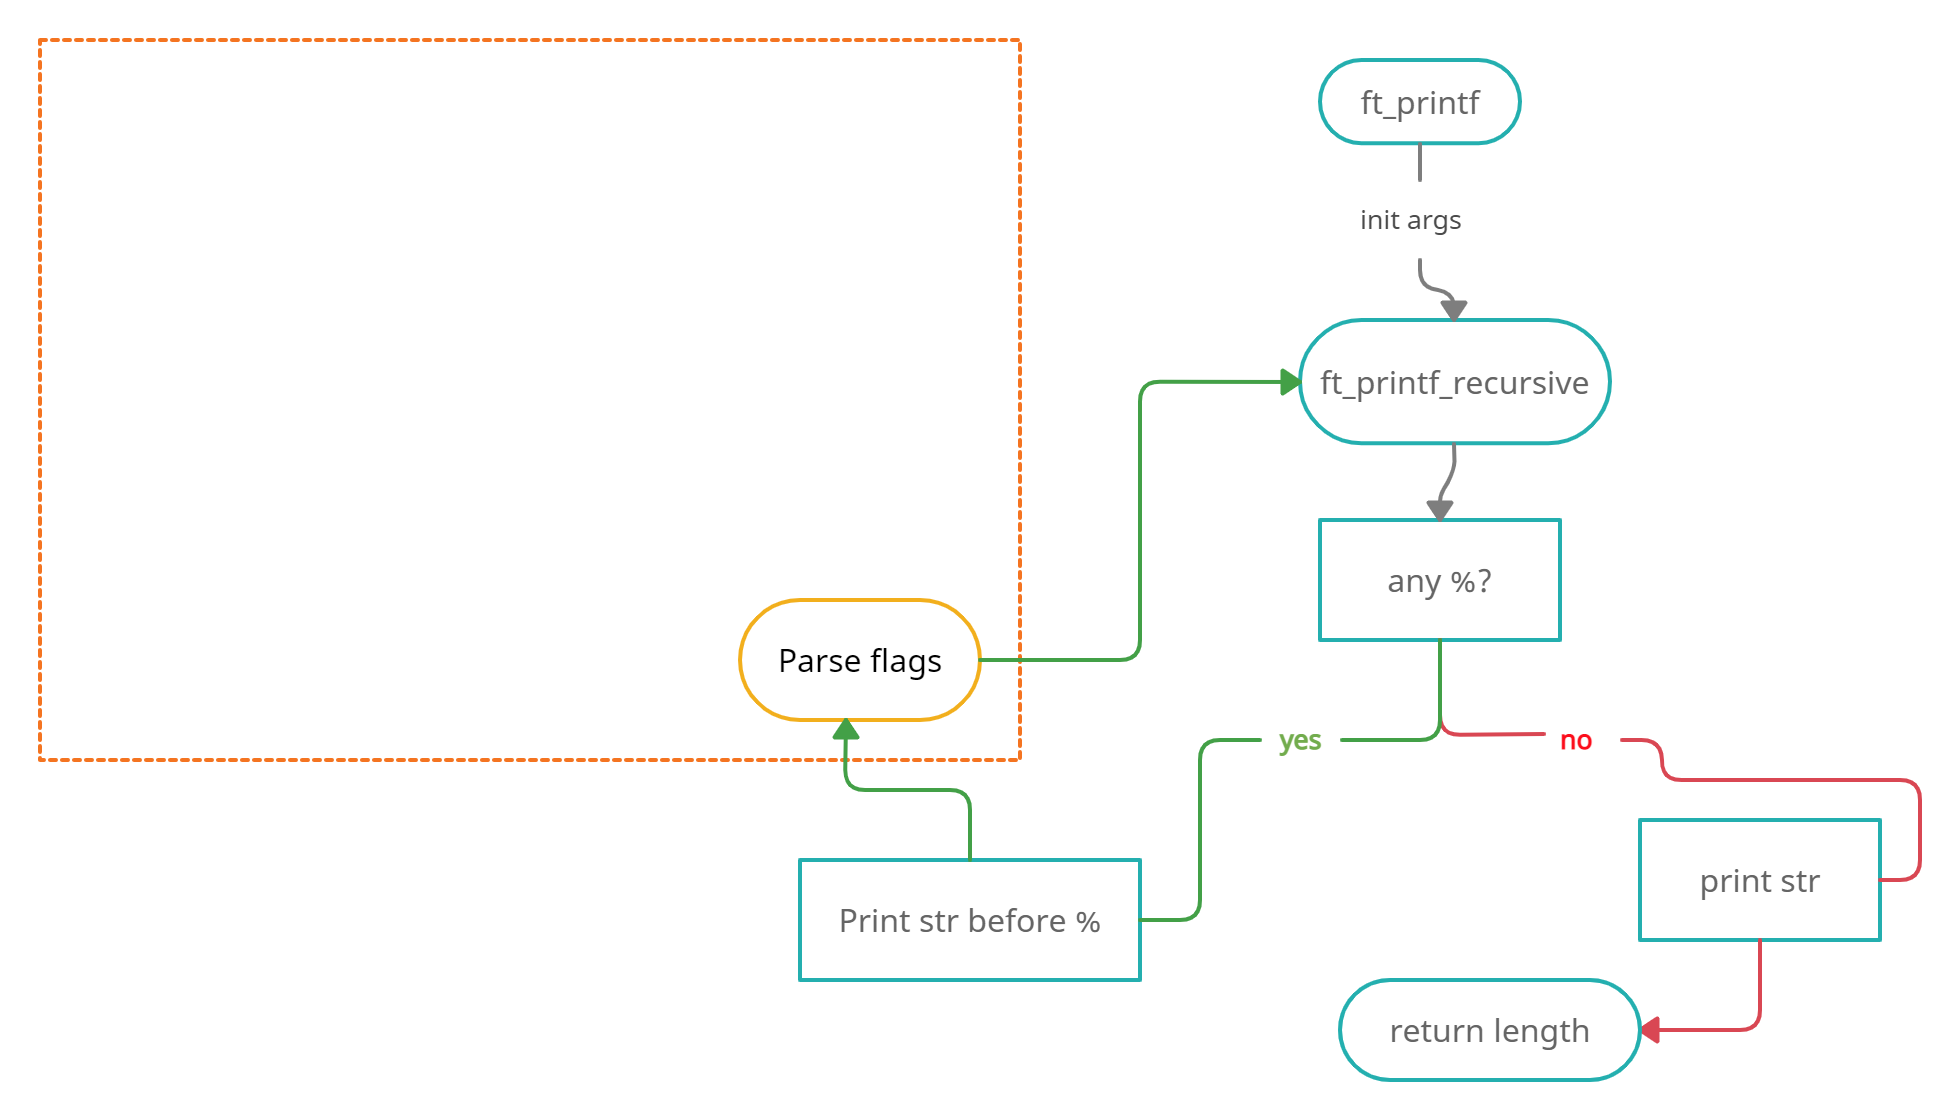 ft_printf
init args
ft_printf_recursive
any %?
Parse flags
yes
no
print str
Print str before %
return length